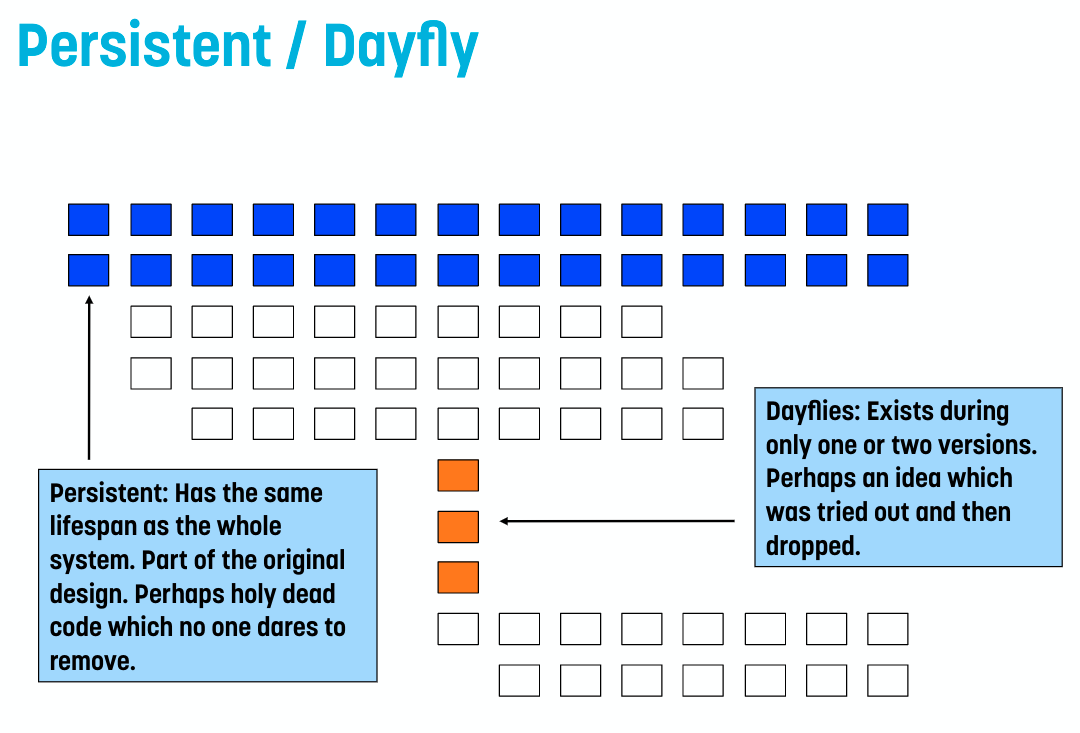 Persistent / Dayfly
Dayflies: Exists during
only one or two versions.
Perhaps an idea which
was tried out and then
dropped.
Persistent: Has the same
lifespan as the whole
system. Part of the original
design. Perhaps holy dead
code which no one dares to
remove.